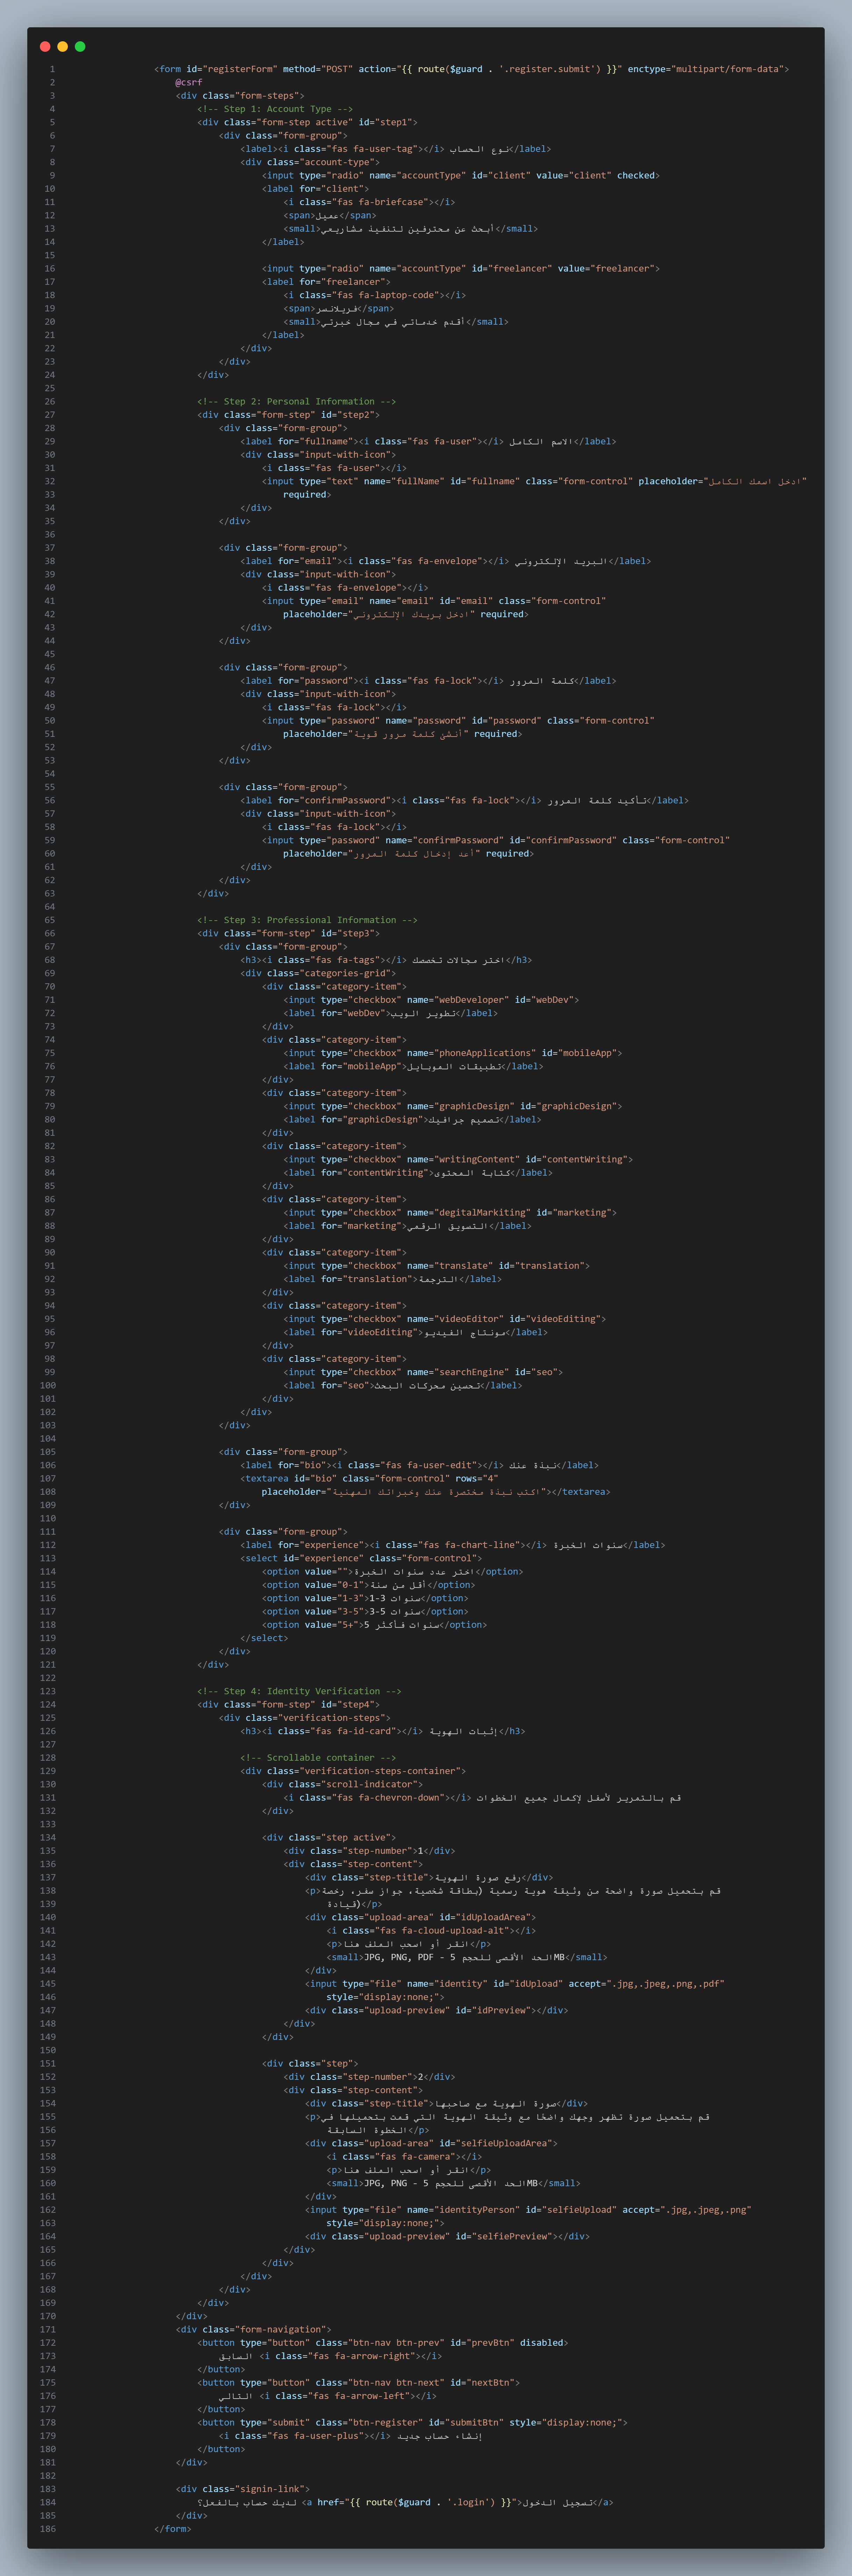 1 <form id="registerForm" method="POST" action="{{ route($guard . '.register.submit') }}" enctype="multipart/form-data">
2 @csrf
3 <div class="form-steps">
4 <!-- Step 1: Account Type -->
5 <div class="form-step active" id="step1">
6 <div class="form-group">
7 <label><i class="fas fa-user-tag"></i> نوع الحساب</label>
8 <div class="account-type">
9 <input type="radio" name="accountType" id="client" value="client" checked>
10 <label for="client">
11 <i class="fas fa-briefcase"></i>
12 <span>عميل</span>
13 <small>أبحث عن محترفين لتنفيذ مشاريعي</small>
14 </label>
15
16 <input type="radio" name="accountType" id="freelancer" value="freelancer">
17 <label for="freelancer">
18 <i class="fas fa-laptop-code"></i>
19 <span>فريلانسر</span>
20 <small>أقدم خدماتي في مجال خبرتي</small>
21 </label>
22 </div>
23 </div>
24 </div>
25
26 <!-- Step 2: Personal Information -->
27 <div class="form-step" id="step2">
28 <div class="form-group">
29 <label for="fullname"><i class="fas fa-user"></i> الاسم الكامل</label>
30 <div class="input-with-icon">
31 <i class="fas fa-user"></i>
32 <input type="text" name="fullName" id="fullname" class="form-control" placeholder="ادخل اسمك الكامل"
33 required>
34 </div>
35 </div>
36
37 <div class="form-group">
38 <label for="email"><i class="fas fa-envelope"></i> البريد الإلكتروني</label>
39 <div class="input-with-icon">
40 <i class="fas fa-envelope"></i>
41 <input type="email" name="email" id="email" class="form-control"
42 placeholder="ادخل بريدك الإلكتروني" required>
43 </div>
44 </div>
45
46 <div class="form-group">
47 <label for="password"><i class="fas fa-lock"></i> كلمة المرور</label>
48 <div class="input-with-icon">
49 <i class="fas fa-lock"></i>
50 <input type="password" name="password" id="password" class="form-control"
51 placeholder="أنشئ كلمة مرور قوية" required>
52 </div>
53 </div>
54
55 <div class="form-group">
56 <label for="confirmPassword"><i class="fas fa-lock"></i> تأكيد كلمة المرور</label>
57 <div class="input-with-icon">
58 <i class="fas fa-lock"></i>
59 <input type="password" name="confirmPassword" id="confirmPassword" class="form-control"
60 placeholder="أعد إدخال كلمة المرور" required>
61 </div>
62 </div>
63 </div>
64
65 <!-- Step 3: Professional Information -->
66 <div class="form-step" id="step3">
67 <div class="form-group">
68 <h3><i class="fas fa-tags"></i> اختر مجالات تخصصك</h3>
69 <div class="categories-grid">
70 <div class="category-item">
71 <input type="checkbox" name="webDeveloper" id="webDev">
72 <label for="webDev">تطوير الويب</label>
73 </div>
74 <div class="category-item">
75 <input type="checkbox" name="phoneApplications" id="mobileApp">
76 <label for="mobileApp">تطبيقات الموبايل</label>
77 </div>
78 <div class="category-item">
79 <input type="checkbox" name="graphicDesign" id="graphicDesign">
80 <label for="graphicDesign">تصميم جرافيك</label>
81 </div>
82 <div class="category-item">
83 <input type="checkbox" name="writingContent" id="contentWriting">
84 <label for="contentWriting">كتابة المحتوى</label>
85 </div>
86 <div class="category-item">
87 <input type="checkbox" name="degitalMarkiting" id="marketing">
88 <label for="marketing">التسويق الرقمي</label>
89 </div>
90 <div class="category-item">
91 <input type="checkbox" name="translate" id="translation">
92 <label for="translation">الترجمة</label>
93 </div>
94 <div class="category-item">
95 <input type="checkbox" name="videoEditor" id="videoEditing">
96 <label for="videoEditing">مونتاج الفيديو</label>
97 </div>
98 <div class="category-item">
99 <input type="checkbox" name="searchEngine" id="seo">
100 <label for="seo">تحسين محركات البحث</label>
101 </div>
102 </div>
103 </div>
104
105 <div class="form-group">
106 <label for="bio"><i class="fas fa-user-edit"></i> نبذة عنك</label>
107 <textarea id="bio" class="form-control" rows="4"
108 placeholder="اكتب نبذة مختصرة عنك وخبراتك المهنية"></textarea>
109 </div>
110
111 <div class="form-group">
112 <label for="experience"><i class="fas fa-chart-line"></i> سنوات الخبرة</label>
113 <select id="experience" class="form-control">
114 <option value="">اختر عدد سنوات الخبرة</option>
115 <option value="0-1">أقل من سنة</option>
116 <option value="1-3">1-3 سنوات</option>
117 <option value="3-5">3-5 سنوات</option>
118 <option value="5+">5 سنوات فأكثر</option>
119 </select>
120 </div>
121 </div>
122
123 <!-- Step 4: Identity Verification -->
124 <div class="form-step" id="step4">
125 <div class="verification-steps">
126 <h3><i class="fas fa-id-card"></i> إثبات الهوية</h3>
127
128 <!-- Scrollable container -->
129 <div class="verification-steps-container">
130 <div class="scroll-indicator">
131 <i class="fas fa-chevron-down"></i> قم بالتمرير لأسفل لإكمال جميع الخطوات
132 </div>
133
134 <div class="step active">
135 <div class="step-number">1</div>
136 <div class="step-content">
137 <div class="step-title">رفع صورة الهوية</div>
138 <p>قم بتحميل صورة واضحة من وثيقة هوية رسمية (بطاقة شخصية، جواز سفر، رخصة
139 قيادة)</p>
140 <div class="upload-area" id="idUploadArea">
141 <i class="fas fa-cloud-upload-alt"></i>
142 <p>انقر أو اسحب الملف هنا</p>
143 <small>JPG, PNG, PDF - الحد الأقصى للحجم 5MB</small>
144 </div>
145 <input type="file" name="identity" id="idUpload" accept=".jpg,.jpeg,.png,.pdf"
146 style="display:none;">
147 <div class="upload-preview" id="idPreview"></div>
148 </div>
149 </div>
150
151 <div class="step">
152 <div class="step-number">2</div>
153 <div class="step-content">
154 <div class="step-title">صورة الهوية مع صاحبها</div>
155 <p>قم بتحميل صورة تظهر وجهك واضحًا مع وثيقة الهوية التي قمت بتحميلها في
156 الخطوة السابقة</p>
157 <div class="upload-area" id="selfieUploadArea">
158 <i class="fas fa-camera"></i>
159 <p>انقر أو اسحب الملف هنا</p>
160 <small>JPG, PNG - الحد الأقصى للحجم 5MB</small>
161 </div>
162 <input type="file" name="identityPerson" id="selfieUpload" accept=".jpg,.jpeg,.png"
163 style="display:none;">
164 <div class="upload-preview" id="selfiePreview"></div>
165 </div>
166 </div>
167 </div>
168 </div>
169 </div>
170 </div>
171 <div class="form-navigation">
172 <button type="button" class="btn-nav btn-prev" id="prevBtn" disabled>
173 السابق <i class="fas fa-arrow-right"></i>
174 </button>
175 <button type="button" class="btn-nav btn-next" id="nextBtn">
176 التالي <i class="fas fa-arrow-left"></i>
177 </button>
178 <button type="submit" class="btn-register" id="submitBtn" style="display:none;">
179 <i class="fas fa-user-plus"></i> إنشاء حساب جديد
180 </button>
181 </div>
182
183 <div class="signin-link">
184 لديك حساب بالفعل؟ <a href="{{ route($guard . '.login') }}">تسجيل الدخول</a>
185 </div>
186 </form>